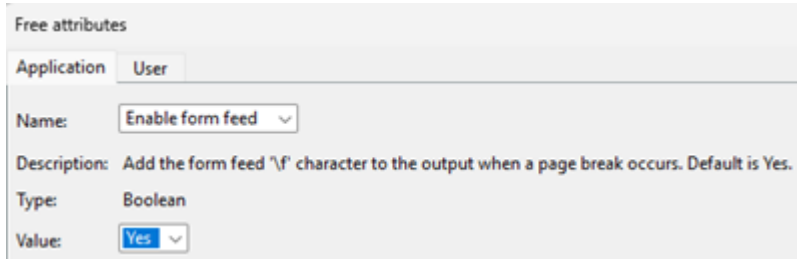 Free attributes
Application User
Name: Enable form feed
Description: Add the form feed '\f' character to the output when a page break occurs. Default is Yes.
Type: Boolean
Value: Yes